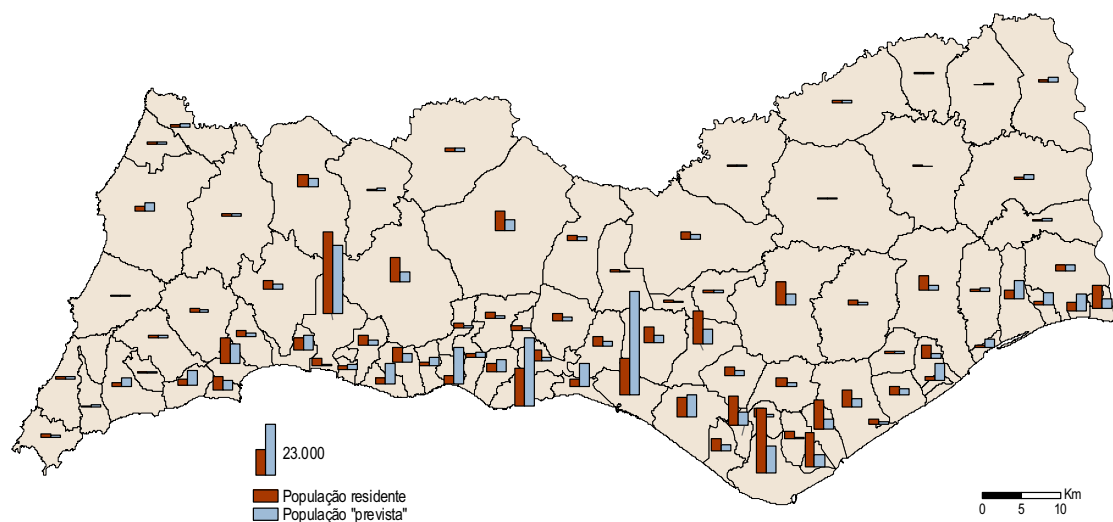 23.000
População residente
População "prevista"
Km
0 5 10